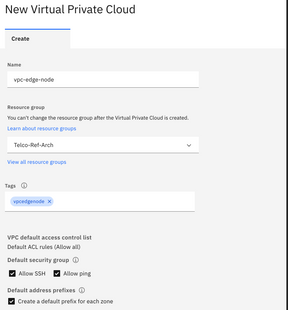 New Virtual Private Cloud
Create
Name
vpc-edge-node
Resource group
You can't change the resource group after the Virtual Private Cloud is created.
Learn about resource groups
Telco-Ref-Arch
View all resource groups
Tags
vpcedgenode ×
VPC default access control list
Default ACL rules (Allow all)
Default security group
Allow SSH Allow ping
Default address prefixes
Create a default prefix for each zone